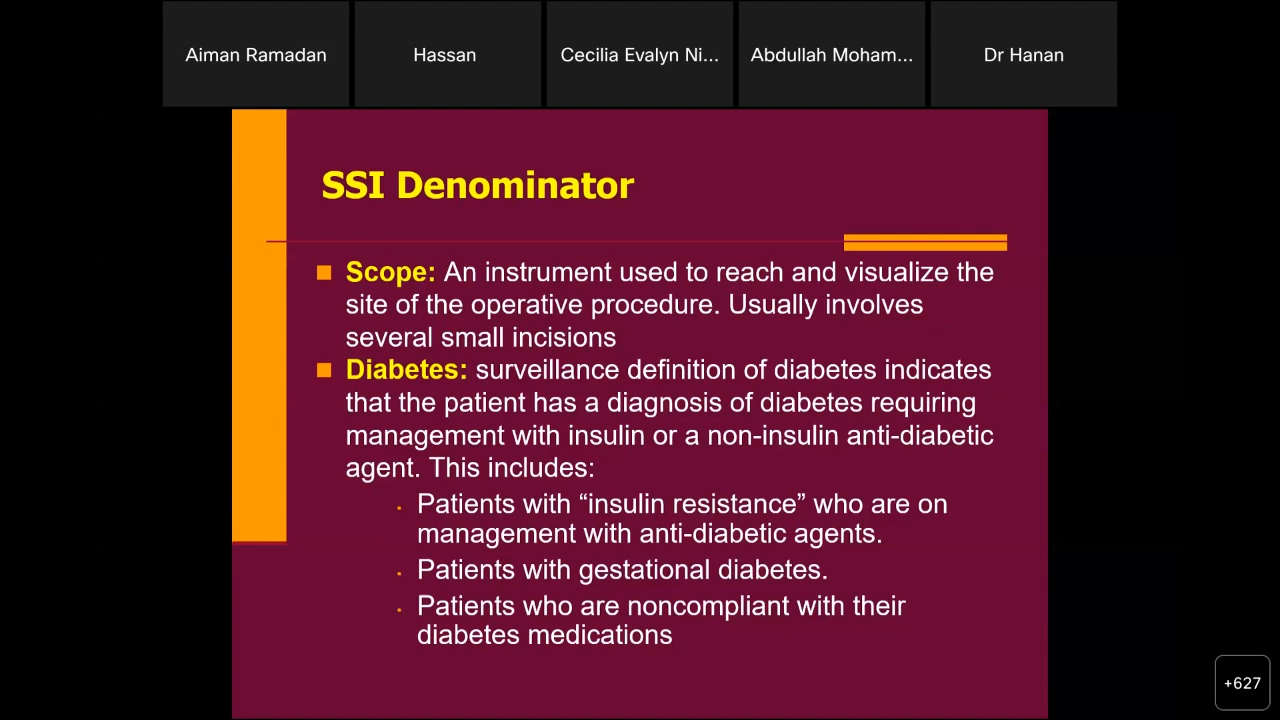 Aiman Ramadan
Hassan
Cecilia Evalyn Ni...
Abdullah Moham...
Dr Hanan
SSI Denominator
Scope: An instrument used to reach and visualize the
site of the operative procedure. Usually involves
several small incisions
Diabetes: surveillance definition of diabetes indicates
that the patient has a diagnosis of diabetes requiring
management with insulin or a non-insulin anti-diabetic
agent. This includes:
Patients with “insulin resistance” who are on
management with anti-diabetic agents.
Patients with gestational diabetes.
Patients who are noncompliant with their
diabetes medications
+627